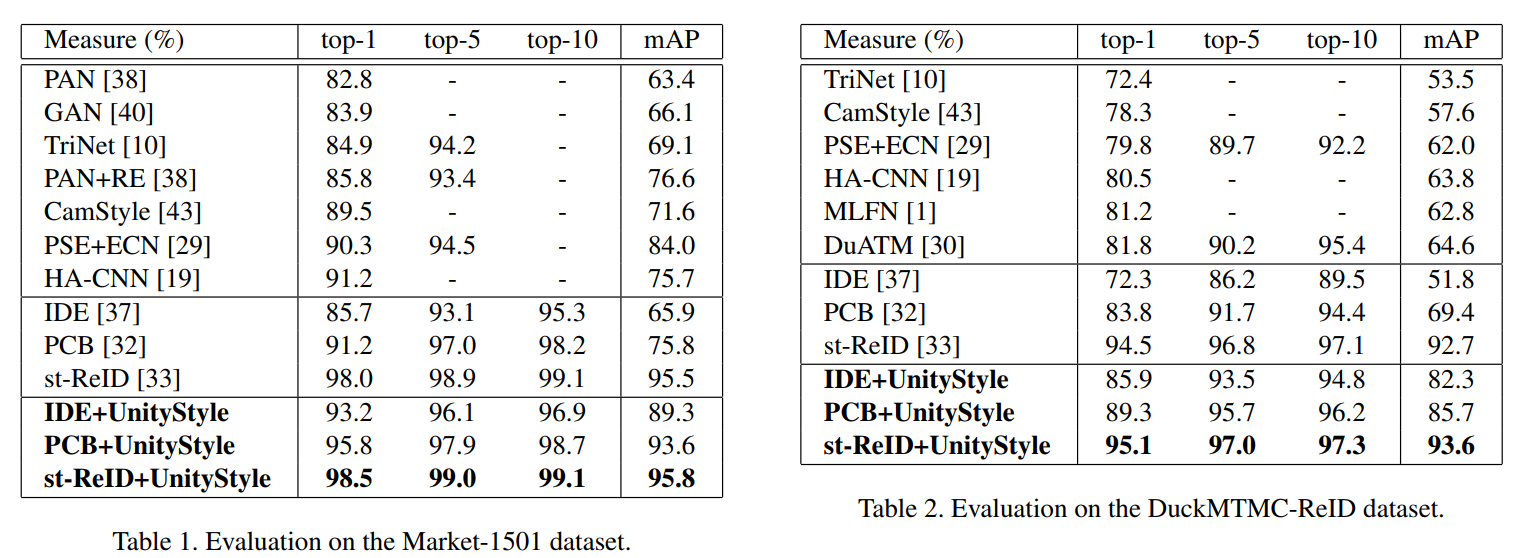 Measure (%) top-1 top-5 top-10 mAP
PAN [38] 82.8 - - 63.4
GAN [40] 83.9 - - 66.1
TriNet [10] 84.9 94.2 - 69.1
PAN+RE [38] 85.8 93.4 - 76.6
CamStyle [43] 89.5 - - 71.6
PSE+ECN [29] 90.3 94.5 - 84.0
HA-CNN [19] 91.2 - - 75.7
IDE [37] 85.7 93.1 95.3 65.9
PCB [32] 91.2 97.0 98.2 75.8
st-ReID [33] 98.0 98.9 99.1 95.5
IDE+UnityStyle 93.2 96.1 96.9 89.3
PCB+UnityStyle 95.8 97.9 98.7 93.6
st-ReID+UnityStyle 98.5 99.0 99.1 95.8
Table 1. Evaluation on the Market-1501 dataset.
Measure (%) top-1 top-5 top-10 mAP
TriNet [10] 72.4 - - 53.5
CamStyle [43] 78.3 - - 57.6
PSE+ECN [29] 79.8 89.7 92.2 62.0
HA-CNN [19] 80.5 - - 63.8
MLFN [1] 81.2 - - 62.8
DuATM [30] 81.8 90.2 95.4 64.6
IDE [37] 72.3 86.2 89.5 51.8
PCB [32] 83.8 91.7 94.4 69.4
st-ReID [33] 94.5 96.8 97.1 92.7
IDE+UnityStyle 85.9 93.5 94.8 82.3
PCB+UnityStyle 89.3 95.7 96.2 85.7
st-ReID+UnityStyle 95.1 97.0 97.3 93.6
Table 2. Evaluation on the DuckMTMC-ReID dataset.